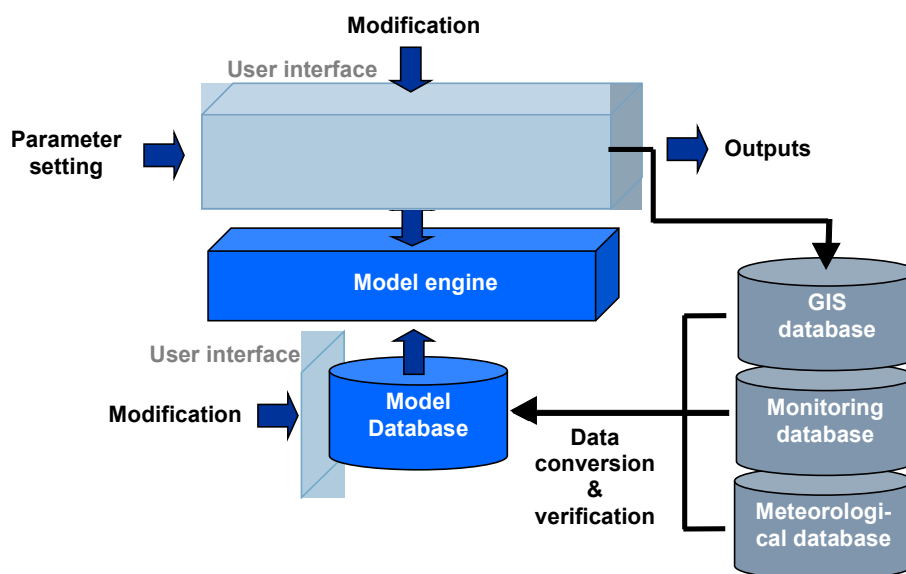 Modification
User interface
Parameter
setting
Outputs
Model engine
GIS
database
User interface
Model
Database
Modification
Monitoring
database
Data
conversion
&
verification
Meteorologi-
cal database